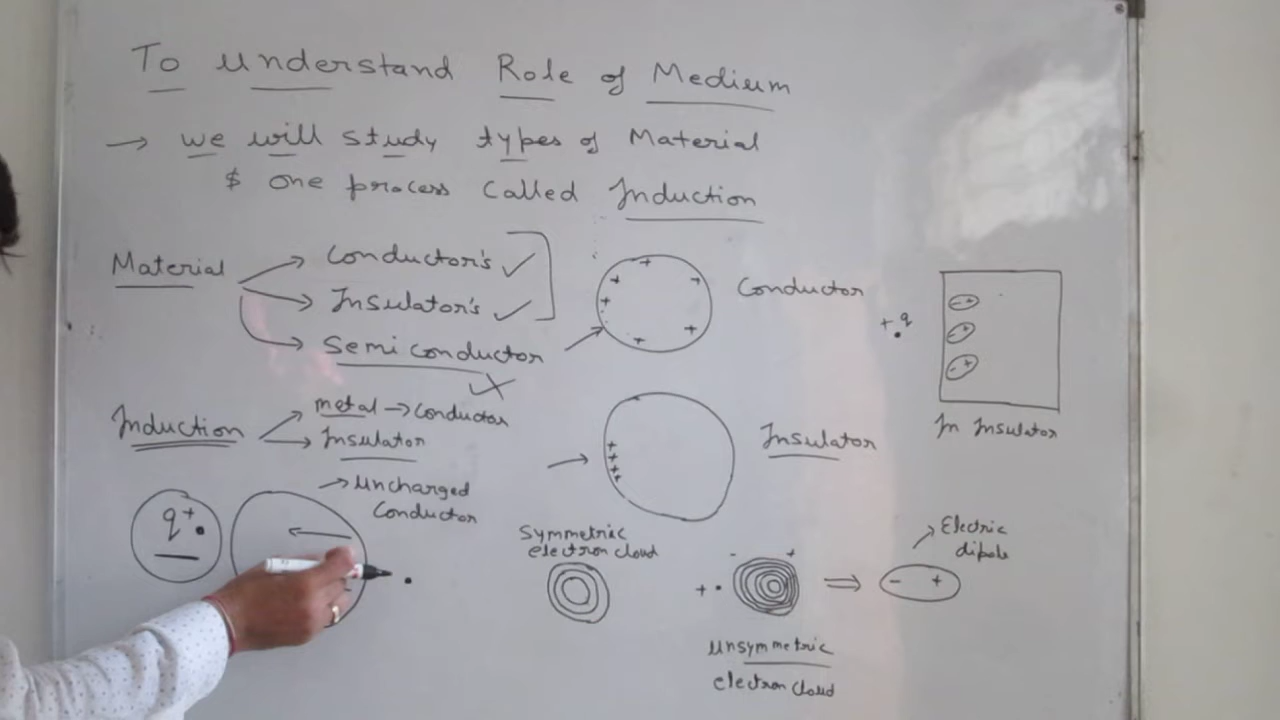 To understand Role of Medium
→ we will study types of Material
$ one process called Induction
Material
Conductor's ✓
Insulator's ✓
Semi conductor
Induction
metal → Conductor
Insulator
→ uncharged
Conductor
q+
Conductor
Insulator
+q
- +
- +
- +
In Insulator
Symmetric
electron cloud
- +
+
unsymmetric
electron cloud
⇒
- +
Electric
dipole